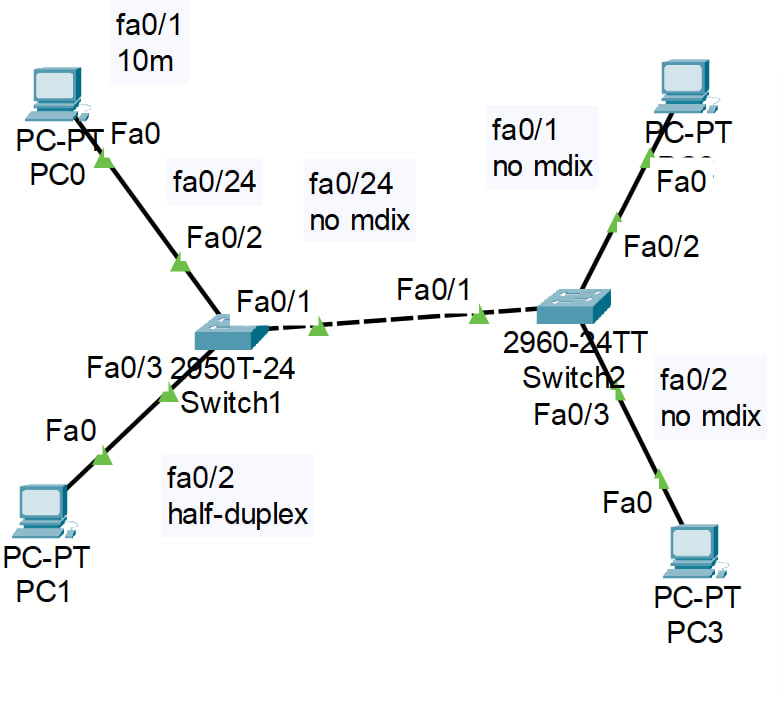 fa0/1
10m
PC-PT
PC0
Fa0
fa0/24
Fa0/2
fa0/24
no mdix
Fa0/1
Fa0/1
fa0/1
no mdix
PC-PT
Fa0
Fa0/2
2950T-24
Switch1
Fa0/3
Fa0
fa0/2
half-duplex
PC-PT
PC1
2960-24TT
Switch2
Fa0/3
fa0/2
no mdix
Fa0
PC-PT
PC3